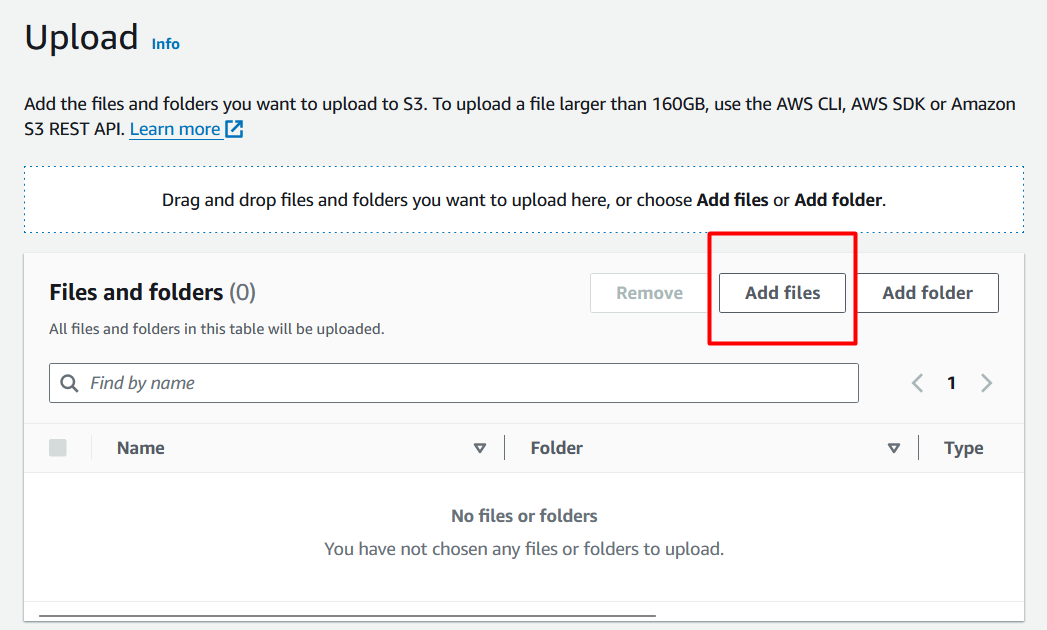 Upload Info
Add the files and folders you want to upload to S3. To upload a file larger than 160GB, use the AWS CLI, AWS SDK or Amazon
S3 REST API. Learn more
Drag and drop files and folders you want to upload here, or choose Add files or Add folder.
Files and folders (0)
Remove Add files Add folder
All files and folders in this table will be uploaded.
Find by name
1
Name Folder Type
No files or folders
You have not chosen any files or folders to upload.